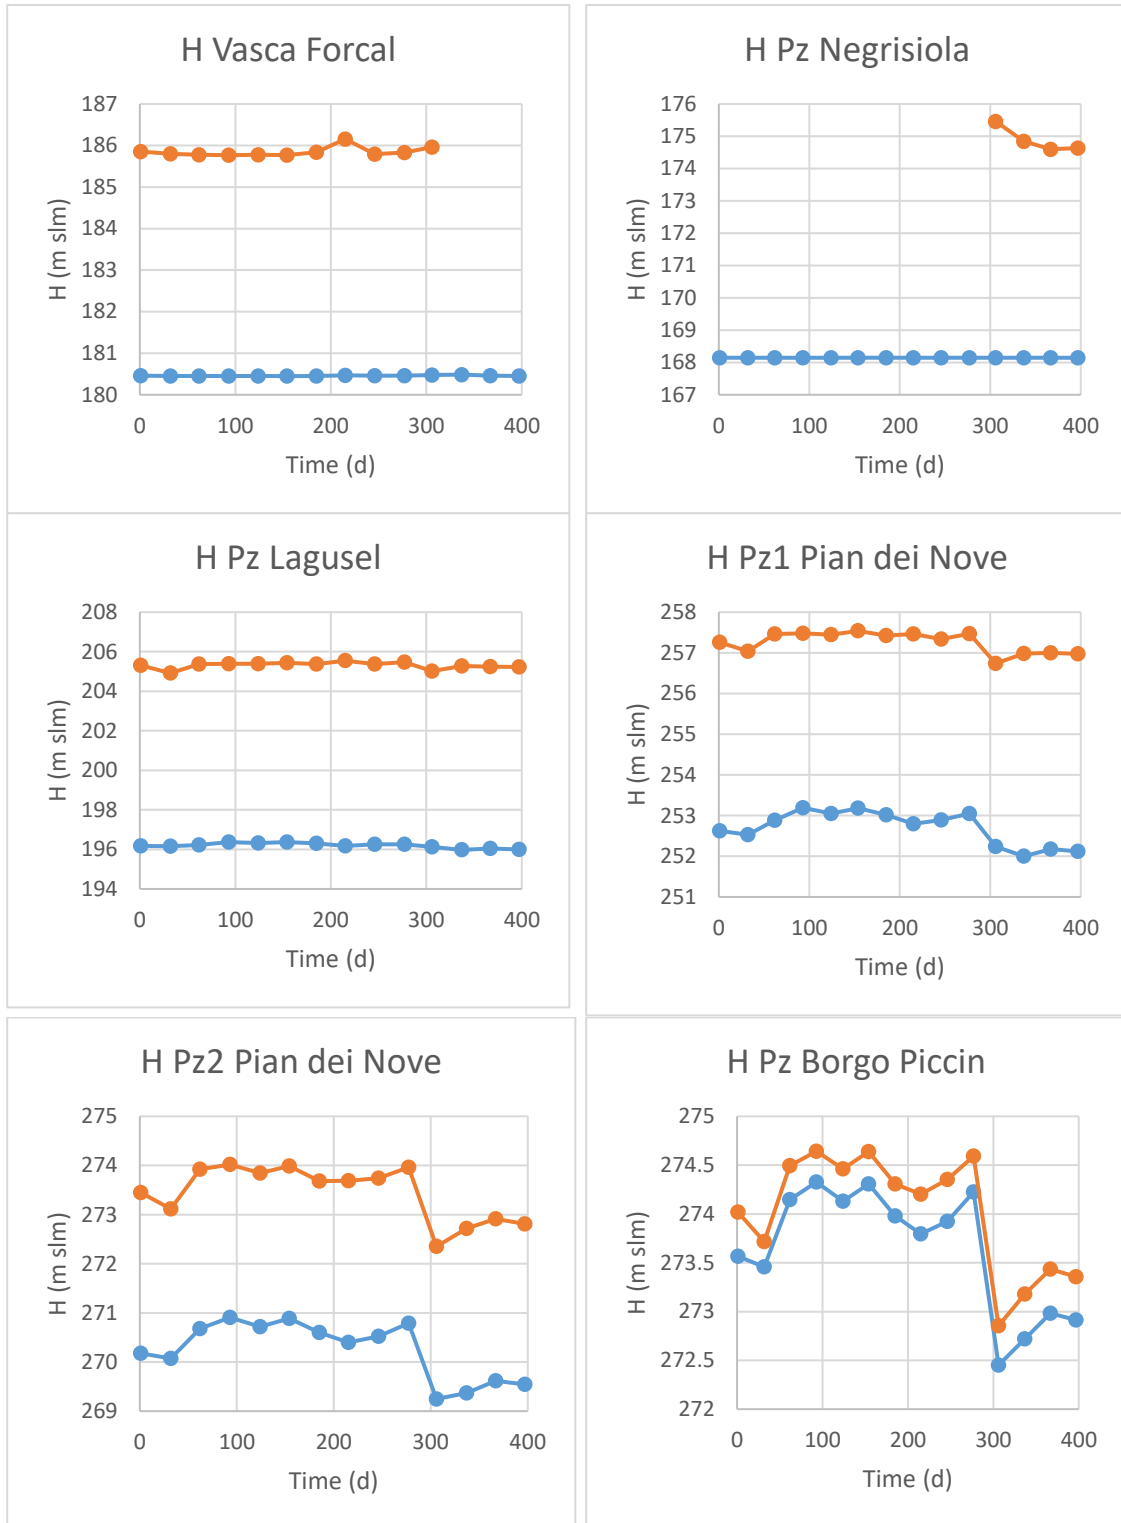 H Vasca Forcal
187
186
185
184
183
182
181
180
H (m slm)
0 100 200 300 400
Time (d)
H Pz Negrisiola
176
175
174
173
172
171
170
169
168
167
H (m slm)
0 100 200 300 400
Time (d)
H Pz Lagusel
208
206
204
202
200
198
196
194
H (m slm)
0 100 200 300 400
Time (d)
H Pz1 Pian dei Nove
258
257
256
255
254
253
252
251
H (m slm)
0 100 200 300 400
Time (d)
H Pz2 Pian dei Nove
275
274
273
272
271
270
269
H (m slm)
0 100 200 300 400
Time (d)
H Pz Borgo Piccin
275
274.5
274
273.5
273
272.5
272
H (m slm)
0 100 200 300 400
Time (d)